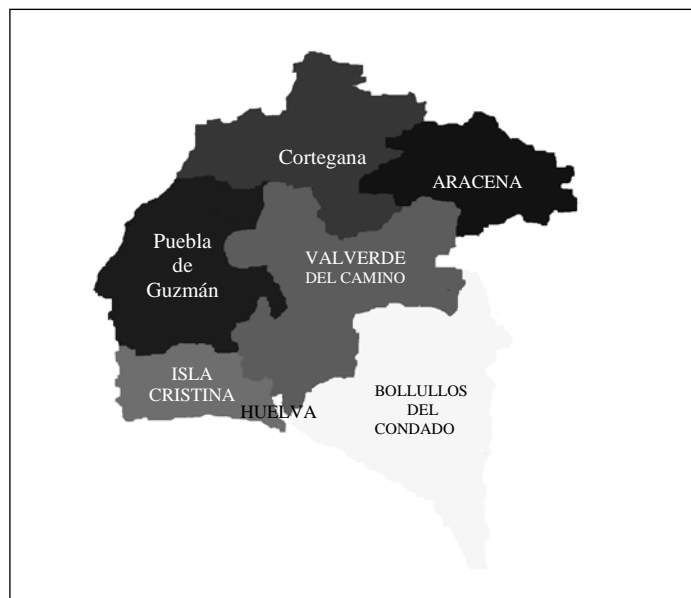 Cortegana
ARACENA
Puebla
de
Guzmán
VALVERDE
DEL CAMINO
ISLA
CRISTINA
HUELVA
BOLLULLOS
DEL
CONDADO